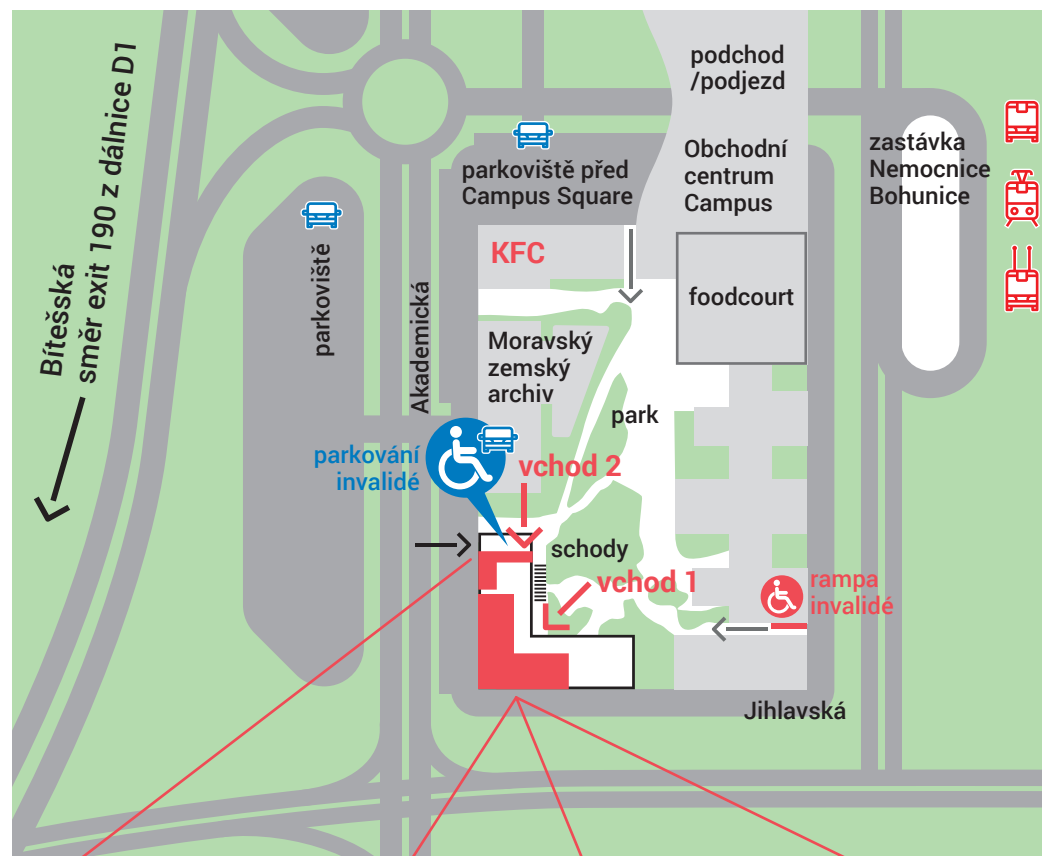 Bítešská
směr exit 190 z dálnice D1
podchod
/podjezd
parkoviště před
Campus Square
Obchodní
centrum
Campus
zastávka
Nemocnice
Bohunice
parkoviště
Akademická
KFC
foodcourt
Moravský
zemský
archiv
park
parkování
invalidé
vchod 2
schody
vchod 1
rampa
invalidé
Jihlavská